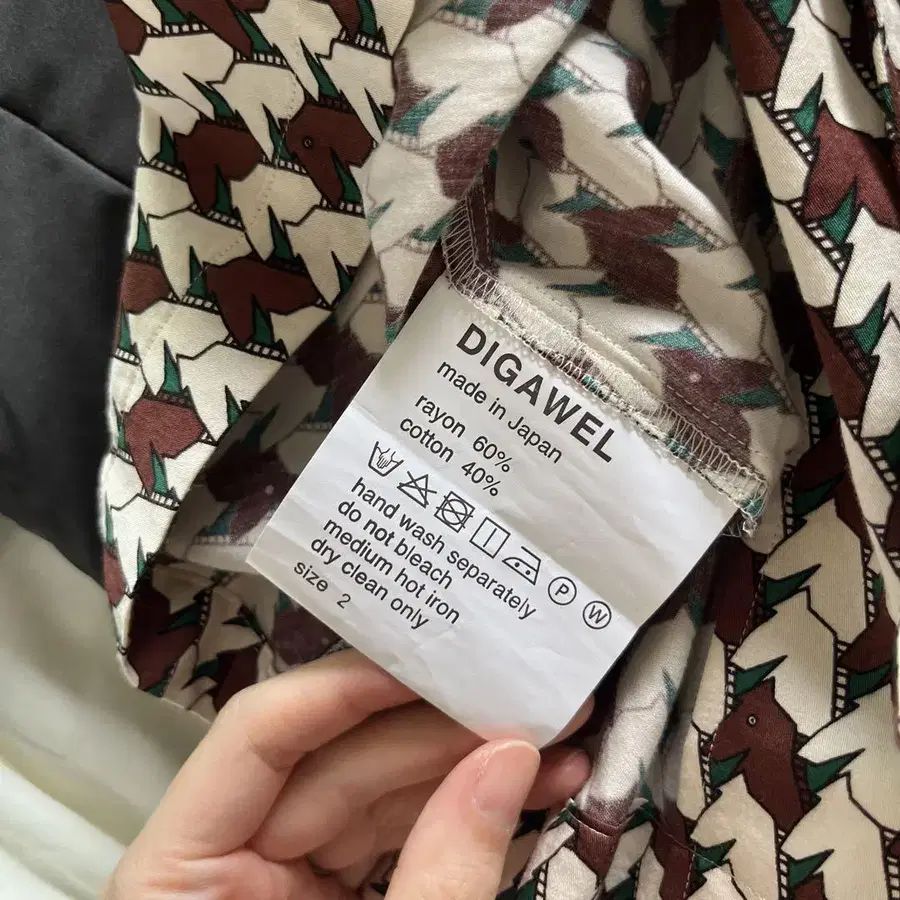 DIGAWEL
made in Japan
rayon 60%
cotton 40%
P W
hand wash separately
do not bleach
medium hot iron
dry clean only
size 2